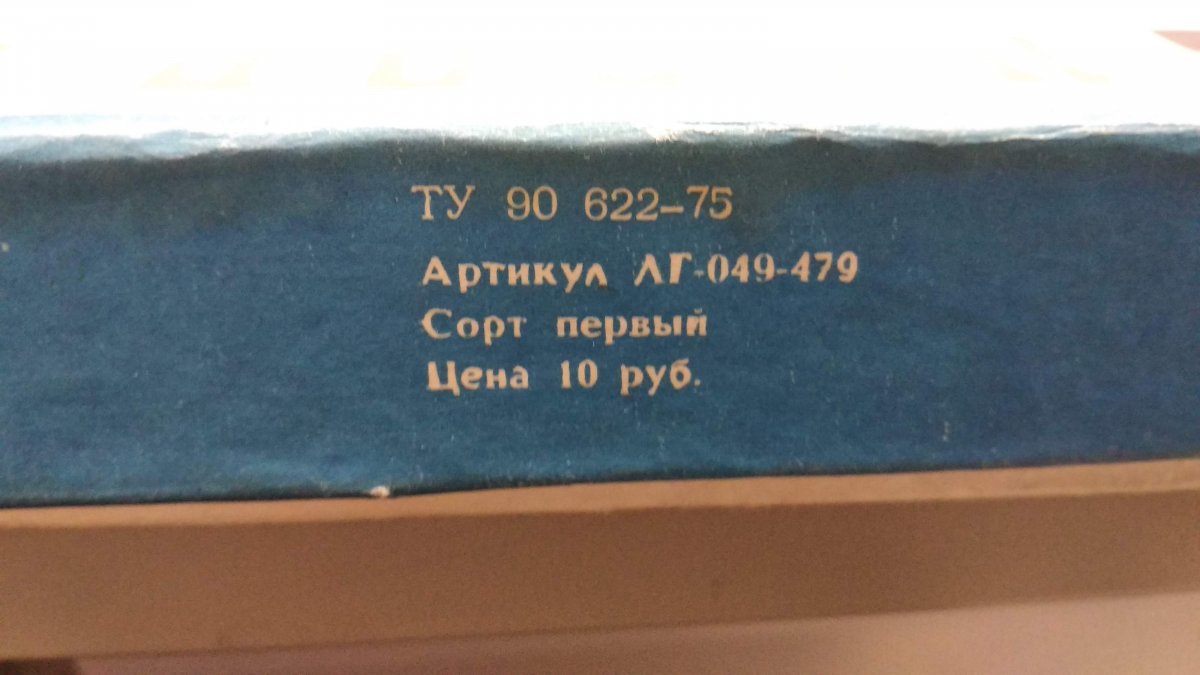 ТУ 90 622-75
Артикул ЛГ-049-479
Сорт первый
Цена 10 руб.